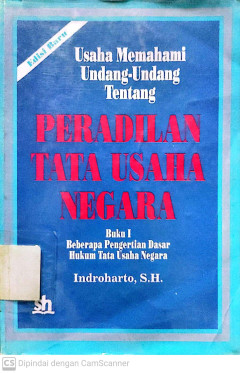 Edisi Baru
Usaha Memahami
Undang-Undang
Tentang
PERADILAN
TATA USAHA
NEGARA
Buku I
Beberapa Pengertian Dasar
Hukum Tata Usaha Negara
Indroharto, S.H.
sh
CS Dipindai dengan CamScanner